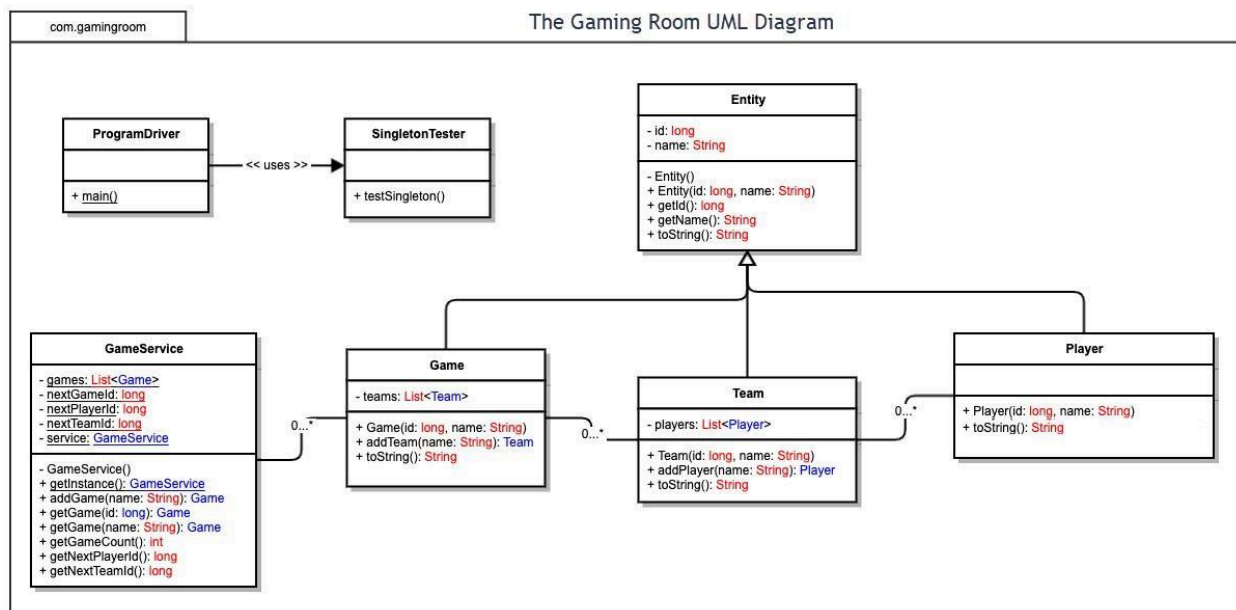 com.gamingroom
The Gaming Room UML Diagram
ProgramDriver
+ main()
<< uses >>
SingletonTester
+ testSingleton()
Entity
- id: long
- name: String
- Entity()
+ Entity(id: long, name: String)
+ getId(): long
+ getName(): String
+ toString(): String
GameService
- games: List<Game>
- nextGameId: long
- nextPlayerId: long
- nextTeamId: long
- service: GameService
- GameService()
+ getInstance(): GameService
+ addGame(name: String): Game
+ getGame(id: long): Game
+ getGame(name: String): Game
+ getGameCount(): int
+ getNextPlayerId(): long
+ getNextTeamId(): long
0...*
Game
- teams: List<Team>
+ Game(id: long, name: String)
+ addTeam(name: String): Team
+ toString(): String
0...*
Team
- players: List<Player>
+ Team(id: long, name: String)
+ addPlayer(name: String): Player
+ toString(): String
0...*
Player
+ Player(id: long, name: String)
+ toString(): String